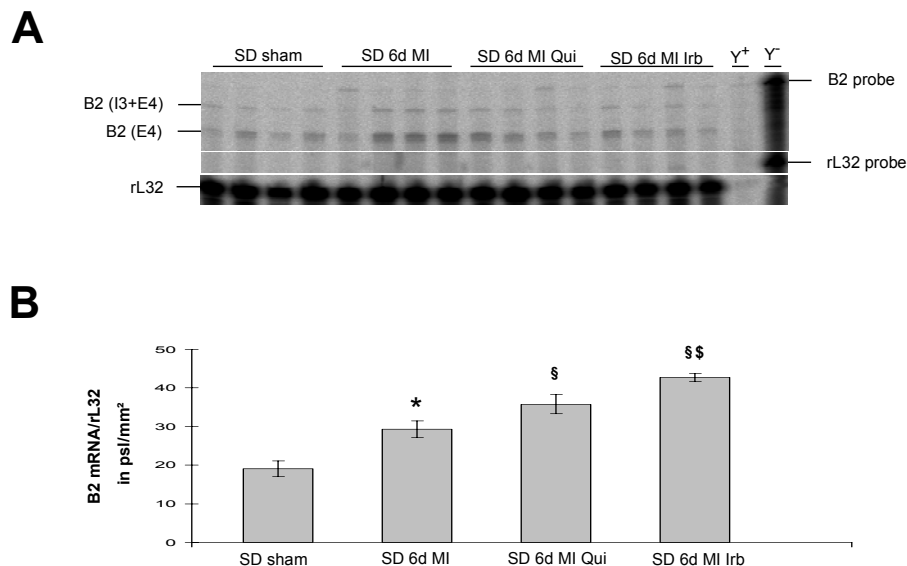 A
SD sham SD 6d MI SD 6d MI Qui SD 6d MI Irb Y+ Y-
B2 probe
B2 (I3+E4)
B2 (E4)
rL32 probe
rL32
B
B2 mRNA/rL32
in psl/mm²
50
40
30
20
10
0
*
§
§ $
SD sham SD 6d MI SD 6d MI Qui SD 6d MI Irb